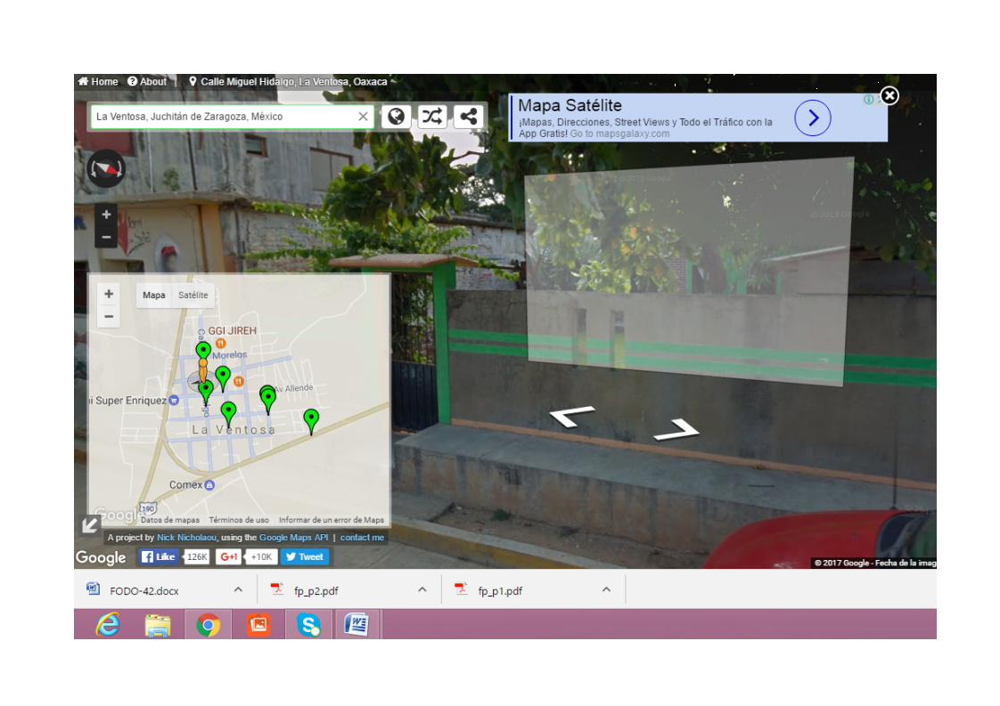 Home About | Calle Miguel Hidalgo, La Ventosa, Oaxaca
La Ventosa, Juchitán de Zaragoza, México
Mapa Satélite
¡Mapas, Direcciones, Street Views y Todo el Tráfico con la
App Gratis! Go to mapsgalaxy.com
© 2013 Google
Mapa Satélite
GGI JIREH
Morelos
Av Allende
i Super Enriquez
La Ventosa
Comex
190
Google
Datos de mapas Términos de uso Informar de un error de Maps
A project by Nick Nicholaou, using the Google Maps API | contact me
Google
Like 126K G+1 +10K Tweet
© 2017 Google - Fecha de la imag
FODO-42.docx
fp_p2.pdf
fp_p1.pdf